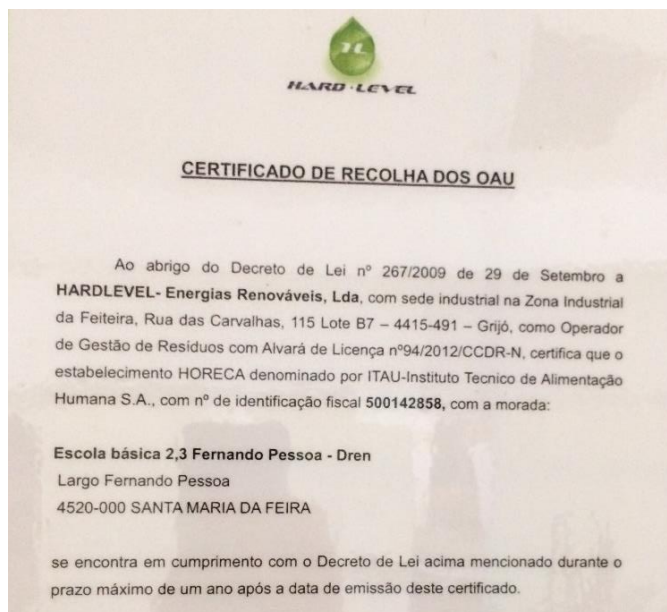 HL
HARD·LEVEL
CERTIFICADO DE RECOLHA DOS OAU
Ao abrigo do Decreto de Lei nº 267/2009 de 29 de Setembro a
HARDLEVEL- Energias Renováveis, Lda, com sede industrial na Zona Industrial
da Feiteira, Rua das Carvalhas, 115 Lote B7 – 4415-491 – Grijó, como Operador
de Gestão de Resíduos com Alvará de Licença nº94/2012/CCDR-N, certifica que o
estabelecimento HORECA denominado por ITAU-Instituto Tecnico de Alimentação
Humana S.A., com nº de identificação fiscal 500142858, com a morada:
Escola básica 2,3 Fernando Pessoa - Dren
Largo Fernando Pessoa
4520-000 SANTA MARIA DA FEIRA
se encontra em cumprimento com o Decreto de Lei acima mencionado durante o
prazo máximo de um ano após a data de emissão deste certificado.